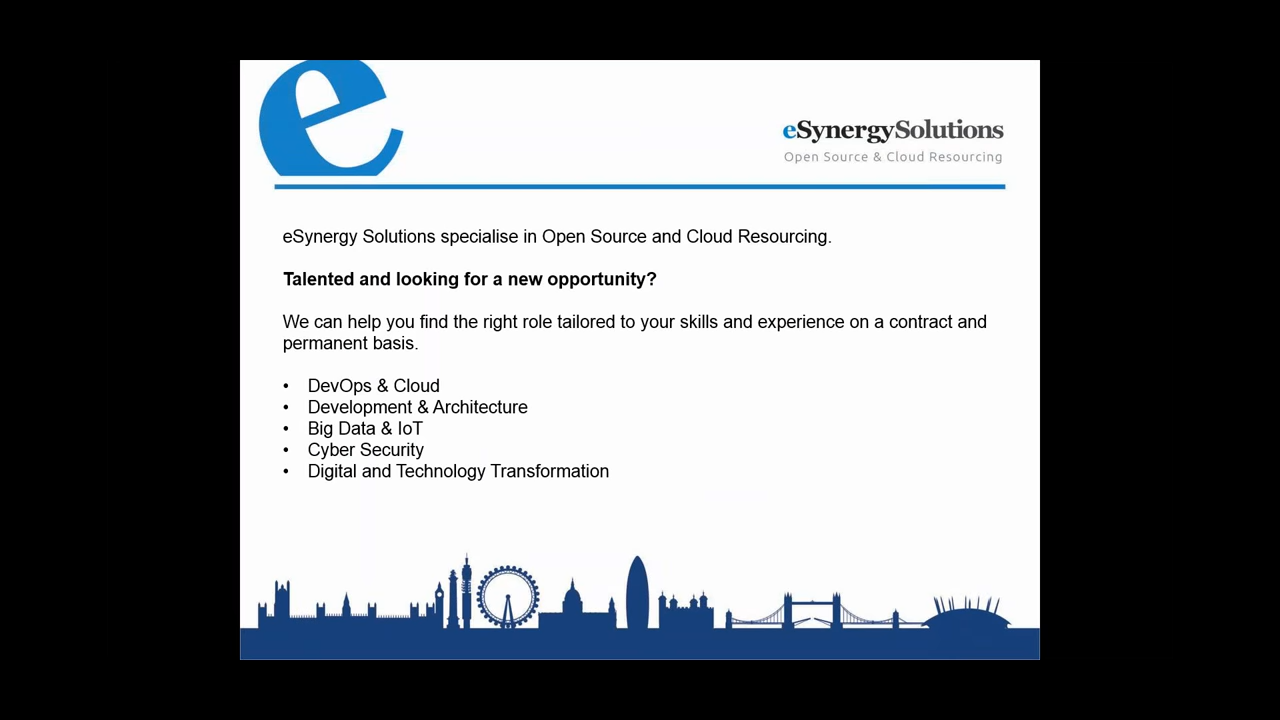 e
eSynergySolutions
Open Source & Cloud Resourcing
eSynergy Solutions specialise in Open Source and Cloud Resourcing.
Talented and looking for a new opportunity?
We can help you find the right role tailored to your skills and experience on a contract and
permanent basis.
• DevOps & Cloud
• Development & Architecture
• Big Data & IoT
• Cyber Security
• Digital and Technology Transformation